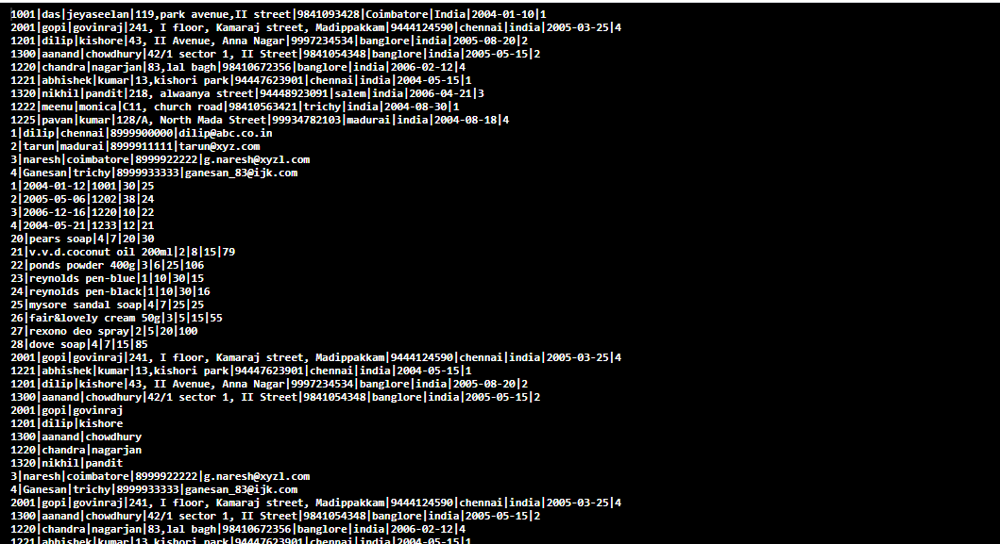 1001|das|jeyaseelan|119,park avenue,II street|9841093428|Coimbatore|India|2004-01-10|1
2001|gopi|govinraj|241, I floor, Kamaraj street, Madippakkam|9444124590|chennai|india|2005-03-25|4
1201|dilip|kishore|43, II Avenue, Anna Nagar|9997234534|banglore|india|2005-08-20|2
1300|aanand|chowdhury|42/1 sector 1, II Street|9841054348|banglore|india|2005-05-15|2
1220|chandra|nagarjan|83,lal bagh|98410672356|banglore|india|2006-02-12|4
1221|abhishek|kumar|13,kishori park|94447623901|chennai|india|2004-05-15|1
1320|nikhil|pandit|218, alwaanya street|94448923091|salem|india|2006-04-21|3
1222|meenu|monica|C11, church road|98410563421|trichy|india|2004-08-30|1
1225|pavan|kumar|128/A, North Mada Street|99934782103|madurai|india|2004-08-18|4
1|dilip|chennai|8999900000|dilip@abc.co.in
2|tarun|madurai|8999911111|tarun@xyz.com
3|naresh|coimbatore|8999922222|g.naresh@xyzl.com
4|Ganesan|trichy|8999933333|ganesan_83@ijk.com
1|2004-01-12|1001|30|25
2|2005-05-06|1202|38|24
3|2006-12-16|1220|10|22
4|2004-05-21|1233|12|21
20|pears soap|4|7|20|30
21|v.v.d.coconut oil 200ml|2|8|15|79
22|ponds powder 400g|3|6|25|106
23|reynolds pen-blue|1|10|30|15
24|reynolds pen-black|1|10|30|16
25|mysore sandal soap|4|7|25|25
26|fair&lovely cream 50g|3|5|15|55
27|rexono deo spray|2|5|20|100
28|dove soap|4|7|15|85
2001|gopi|govinraj|241, I floor, Kamaraj street, Madippakkam|9444124590|chennai|india|2005-03-25|4
1221|abhishek|kumar|13,kishori park|94447623901|chennai|india|2004-05-15|1
1201|dilip|kishore|43, II Avenue, Anna Nagar|9997234534|banglore|india|2005-08-20|2
1300|aanand|chowdhury|42/1 sector 1, II Street|9841054348|banglore|india|2005-05-15|2
2001|gopi|govinraj
1201|dilip|kishore
1300|aanand|chowdhury
1220|chandra|nagarjan
1320|nikhil|pandit
3|naresh|coimbatore|8999922222|g.naresh@xyzl.com
4|Ganesan|trichy|8999933333|ganesan_83@ijk.com
2001|gopi|govinraj|241, I floor, Kamaraj street, Madippakkam|9444124590|chennai|india|2005-03-25|4
1300|aanand|chowdhury|42/1 sector 1, II Street|9841054348|banglore|india|2005-05-15|2
1220|chandra|nagarjan|83,lal bagh|98410672356|banglore|india|2006-02-12|4
1221|abhishek|kumar|13,kishori park|94447623901|chennai|india|2004-05-15|1